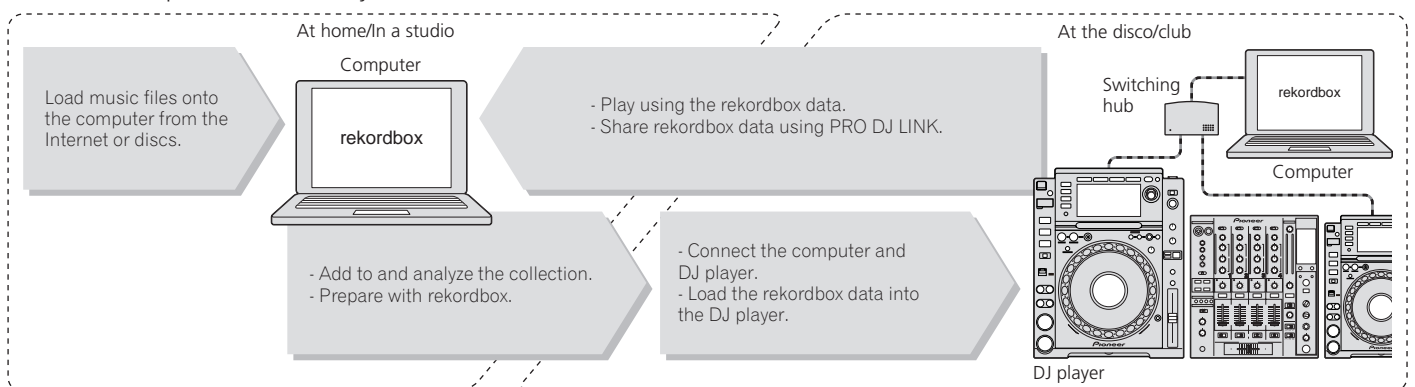 At home/In a studio
Computer
Load music files onto
the computer from the
Internet or discs.
rekordbox
- Play using the rekordbox data.
- Share rekordbox data using PRO DJ LINK.
- Add to and analyze the collection.
- Prepare with rekordbox.
- Connect the computer and
DJ player.
- Load the rekordbox data into
the DJ player.
At the disco/club
Switching
hub
rekordbox
Computer
Pioneer
Pioneer
DJ player